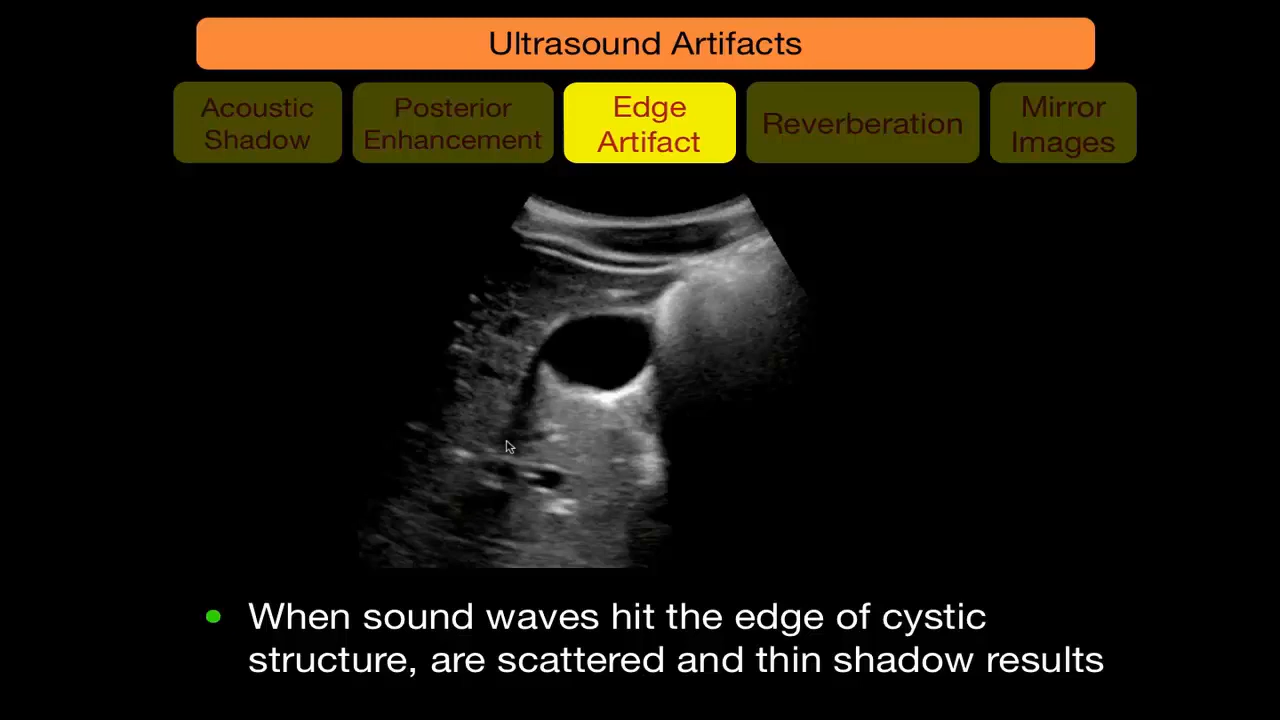 Ultrasound Artifacts
Acoustic
Shadow
Posterior
Enhancement
Edge
Artifact
Reverberation
Mirror
Images
When sound waves hit the edge of cystic
structure, are scattered and thin shadow results